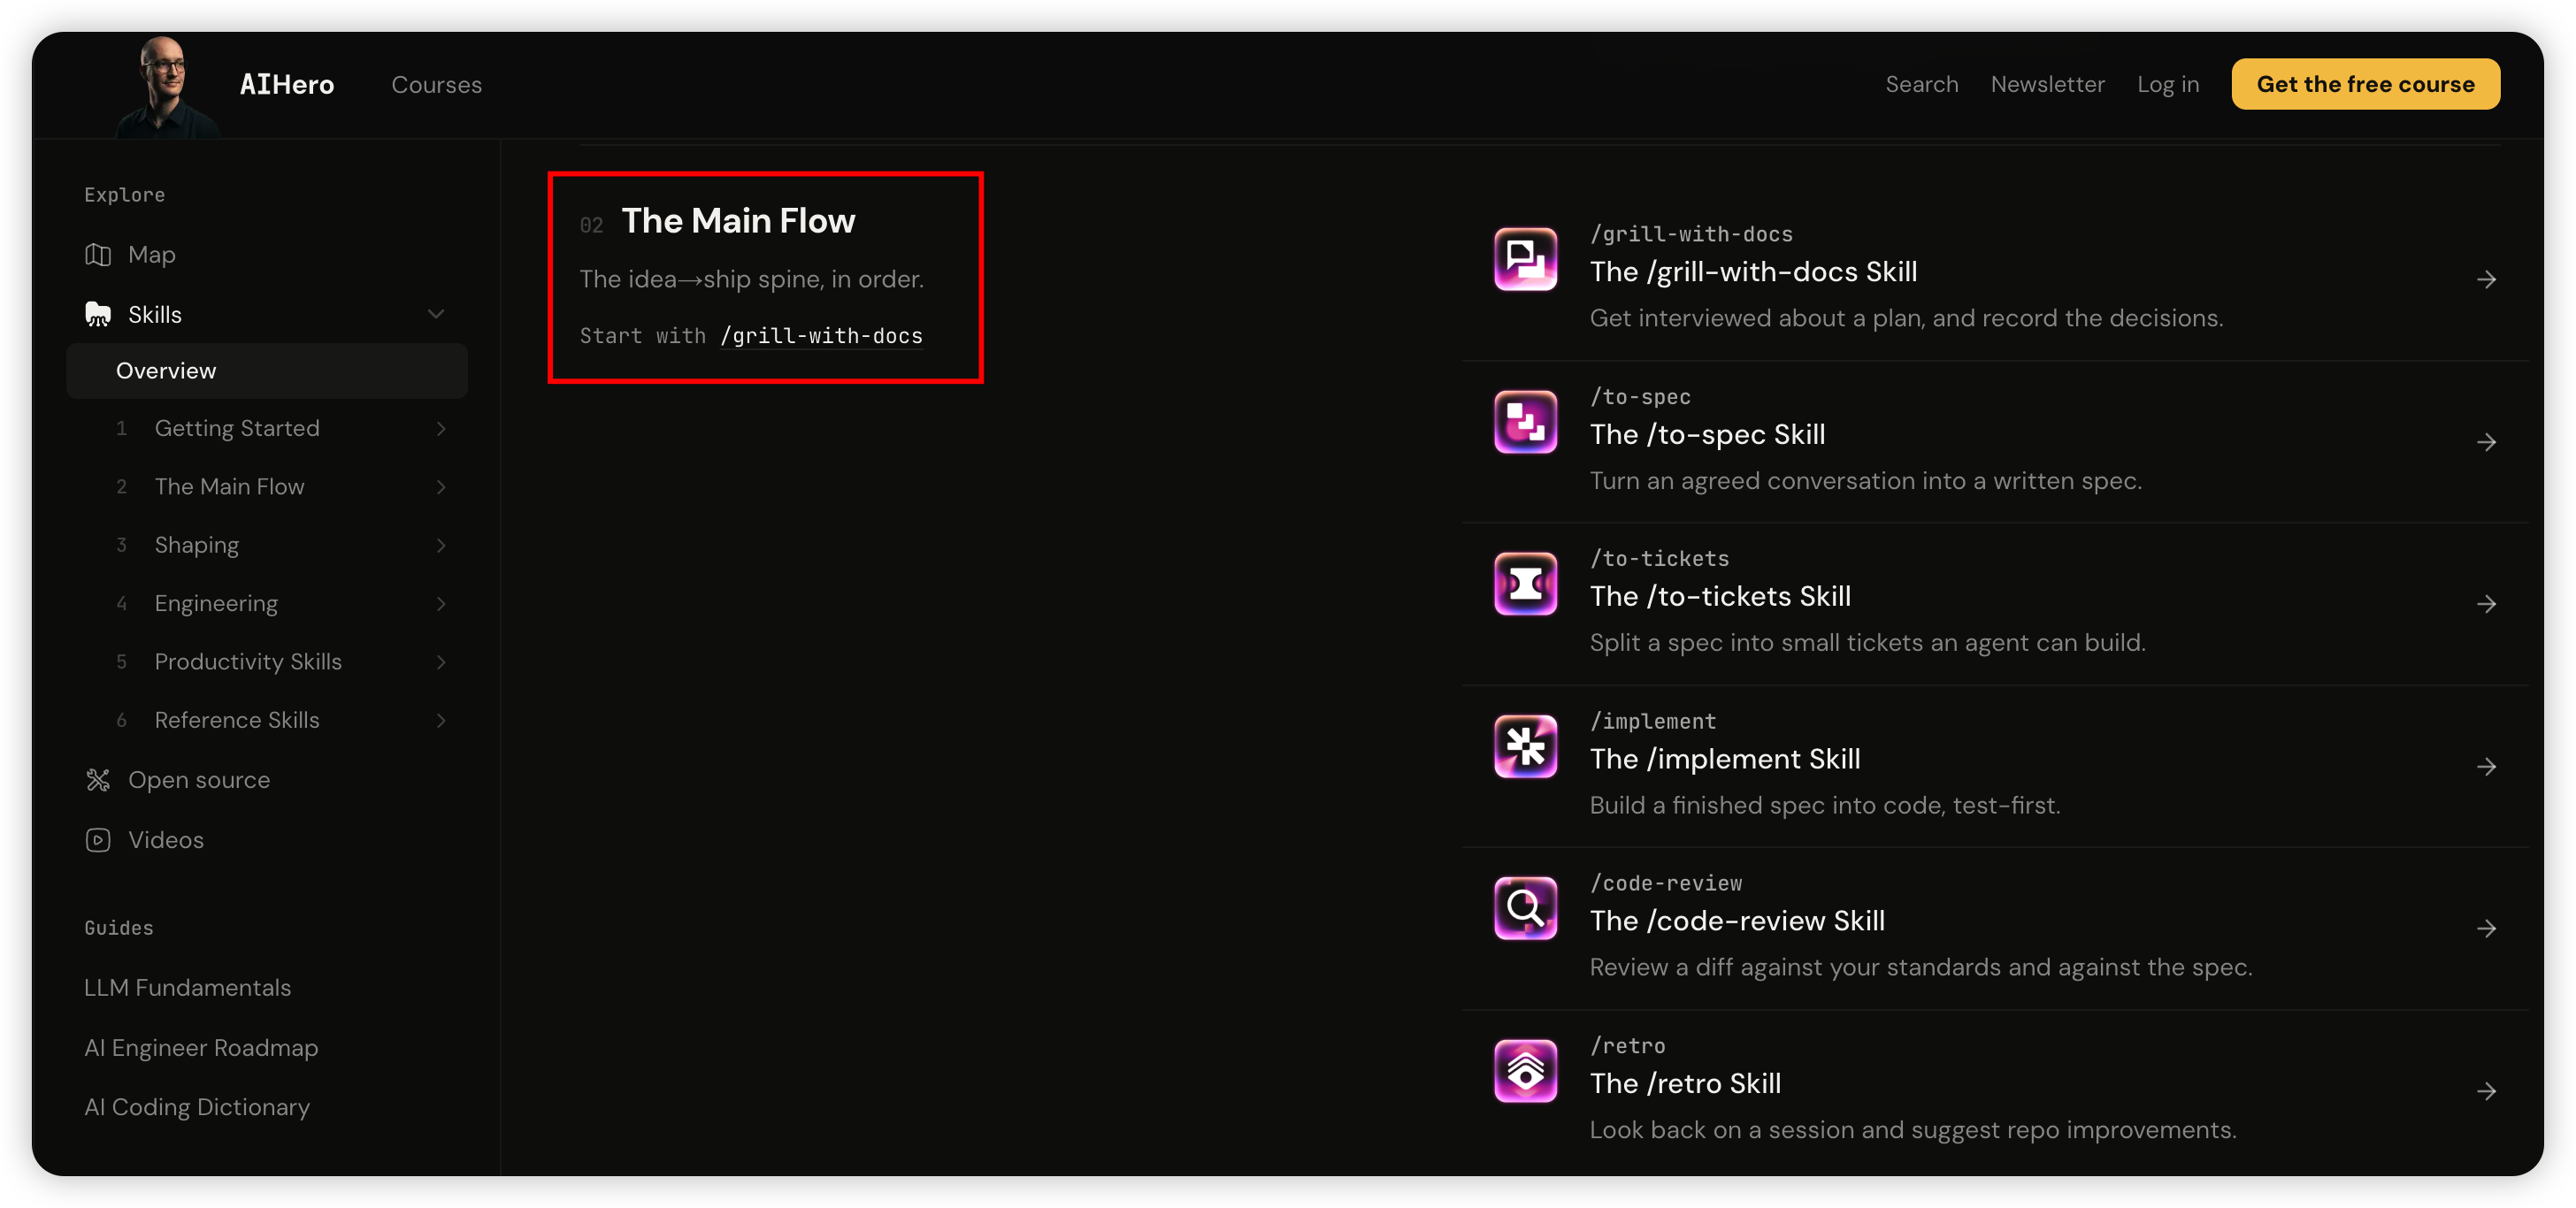 AIHero
Courses
Search
Newsletter
Log in
Get the free course
Explore
Map
Skills
Overview
1 Getting Started
2 The Main Flow
3 Shaping
4 Engineering
5 Productivity Skills
6 Reference Skills
Open source
Videos
Guides
LLM Fundamentals
AI Engineer Roadmap
AI Coding Dictionary
02 The Main Flow
The idea→ship spine, in order.
Start with /grill-with-docs
/grill-with-docs
The /grill-with-docs Skill
Get interviewed about a plan, and record the decisions.
/to-spec
The /to-spec Skill
Turn an agreed conversation into a written spec.
/to-tickets
The /to-tickets Skill
Split a spec into small tickets an agent can build.
/implement
The /implement Skill
Build a finished spec into code, test-first.
/code-review
The /code-review Skill
Review a diff against your standards and against the spec.
/retro
The /retro Skill
Look back on a session and suggest repo improvements.